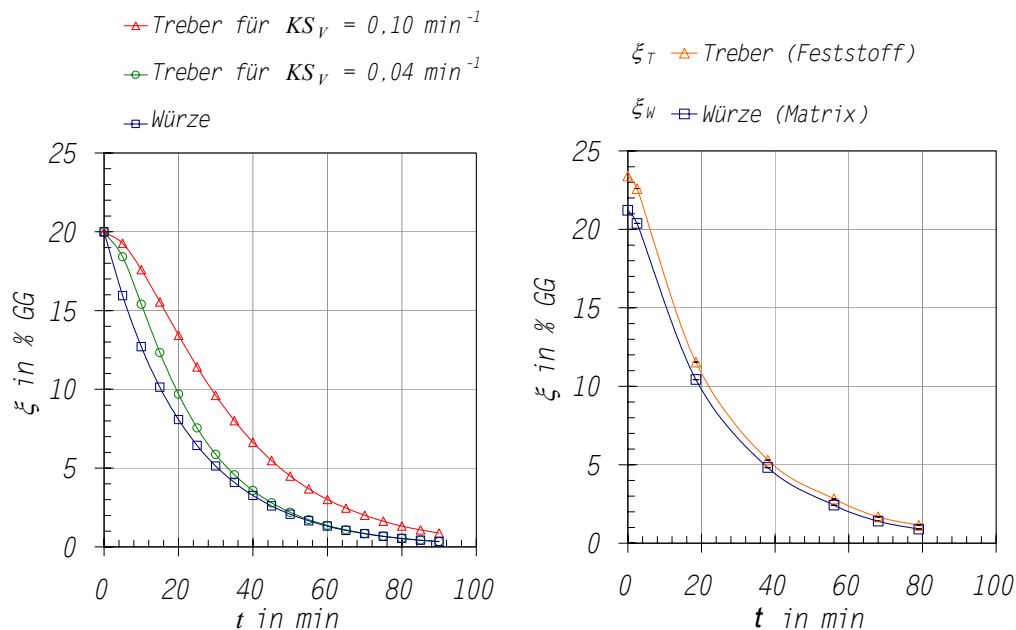 Treber für KS_V = 0,10 min⁻¹
Treber für KS_V = 0,04 min⁻¹
Würze
25
20
15
10
5
0
0 20 40 60 80 100
ξ in % GG
t in min
ξ_T Treber (Feststoff)
ξ_W Würze (Matrix)
25
20
15
10
5
0
0 20 40 60 80 100
ξ in % GG
t in min